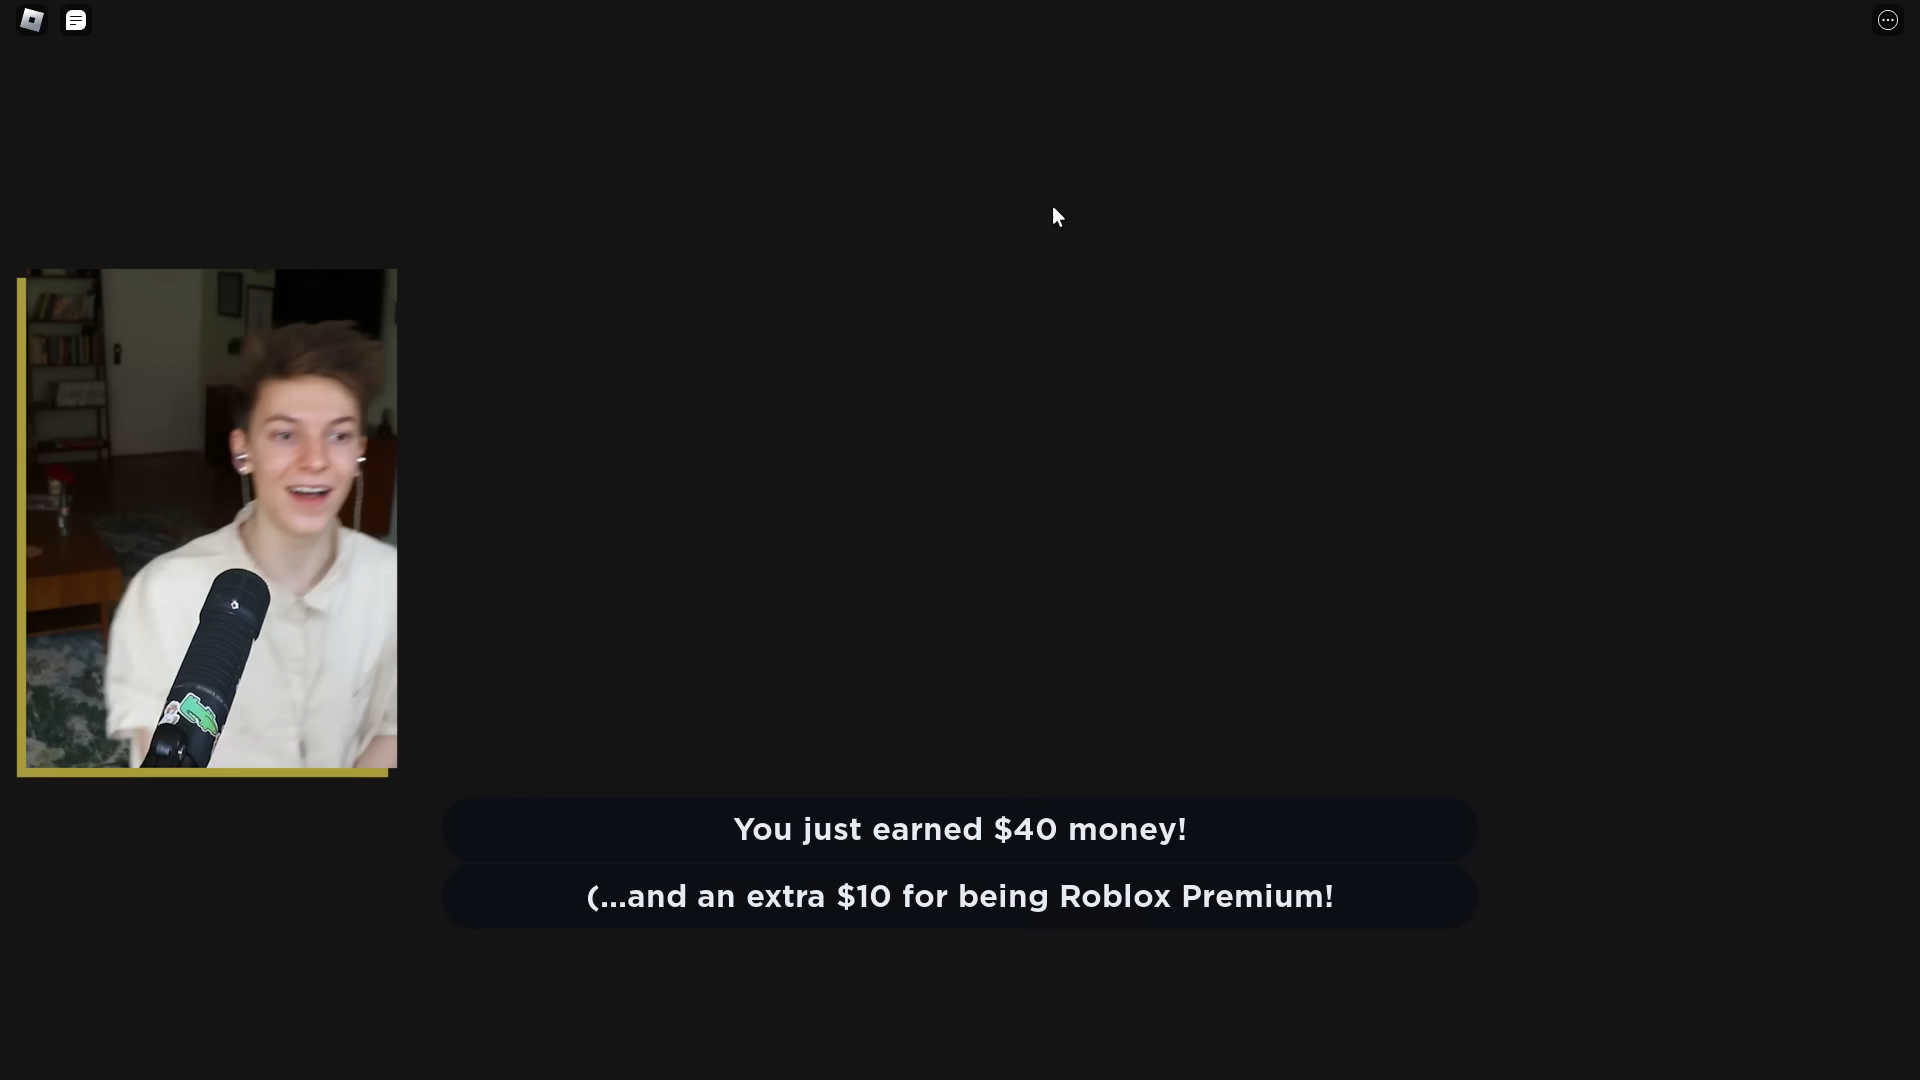 You just earned $40 money!
(...and an extra $10 for being Roblox Premium!